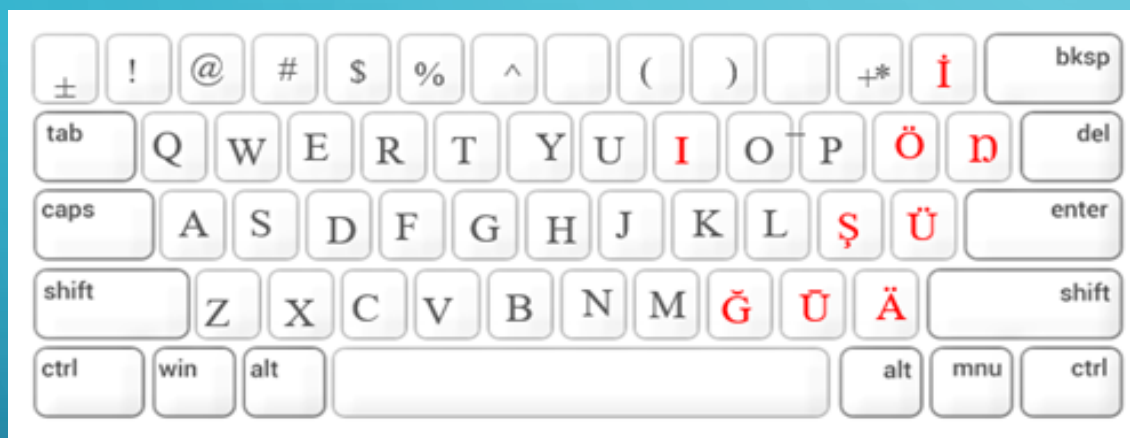 ± ! @ # $ % ^ ( ) +* İ bksp
tab Q W E R T Y U I O – P Ö Ŋ del
caps A S D F G H J K L Ş Ü enter
shift Z X C V B N M Ğ Ū Ä shift
ctrl win alt alt mnu ctrl